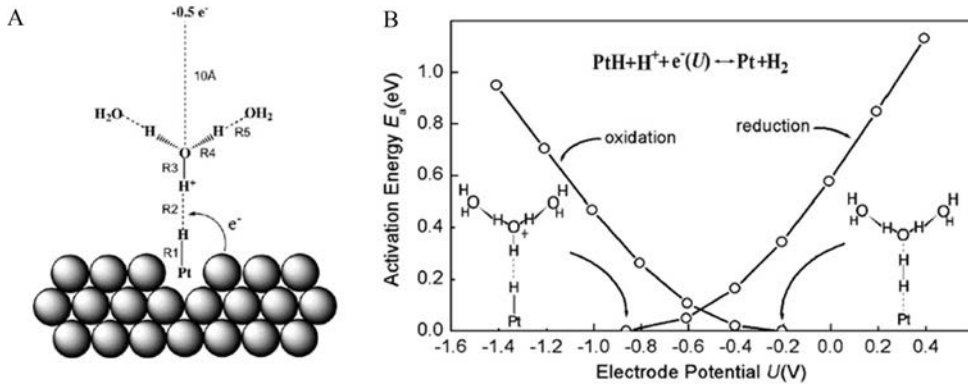 A
-0.5 e-
10Å
H2O
OH2
H
H-
R5
R4
O
R3
H+
R2
e-
H
R1
Pt
B
PtH+H++e-(U)↔Pt+H2
oxidation
reduction
H H
O O
H H H H
O+
H
H
Pt
H H
O O
H H H H
O
H
H
Pt
Activation Energy Ea(eV)
1.0
0.8
0.6
0.4
0.2
0.0
-1.6 -1.4 -1.2 -1.0 -0.8 -0.6 -0.4 -0.2 0.0 0.2 0.4
Electrode Potential U(V)